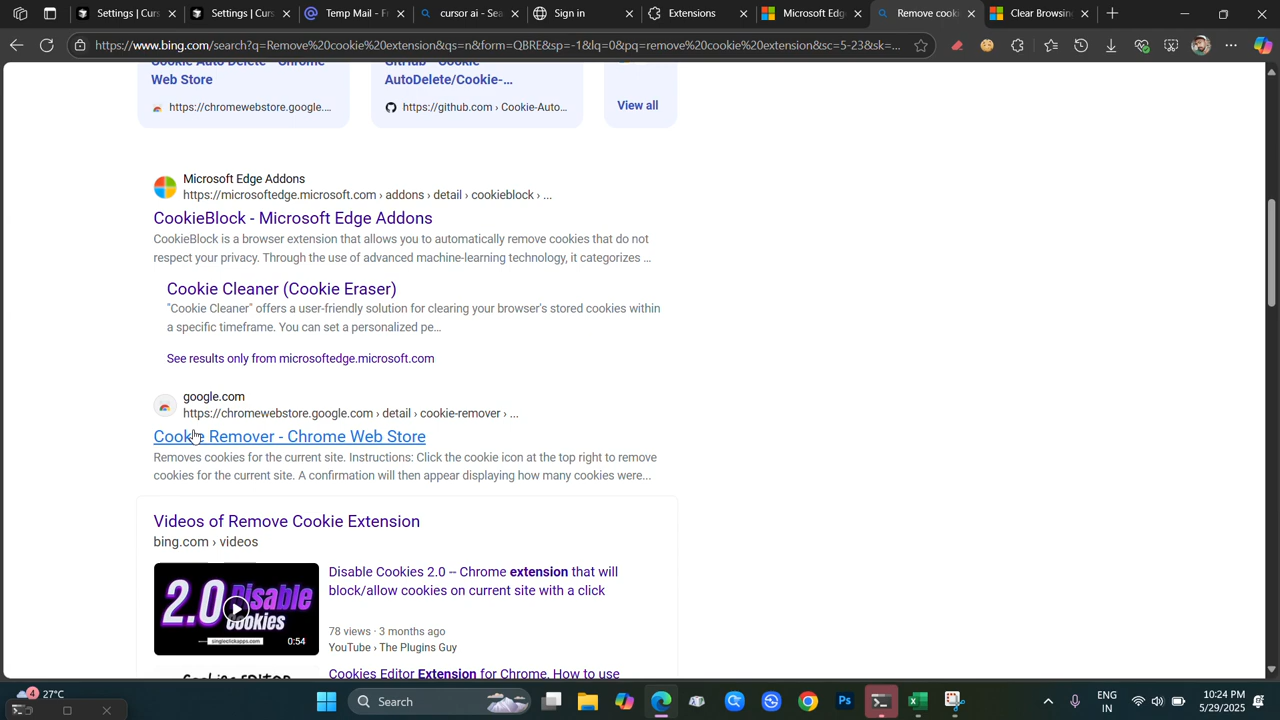 Settings | Curs
Settings | Curs
Temp Mail - F
cursor ai - Sea
Sign in
Extensions
Microsoft Ed
Remove cook
Clear Browsin
https://www.bing.com/search?q=Remove%20cookie%20extension&qs=n&form=QBRE&sp=-1&lq=0&pq=remove%20cookie%20extension&sc=5-23&sk=...
Cookie Auto Delete - Chrome
Web Store
https://chromewebstore.google....
GitHub - Cookie-
AutoDelete/Cookie-...
https://github.com › Cookie-Auto...
View all
Microsoft Edge Addons
https://microsoftedge.microsoft.com › addons › detail › cookieblock › ...
CookieBlock - Microsoft Edge Addons
CookieBlock is a browser extension that allows you to automatically remove cookies that do not
respect your privacy. Through the use of advanced machine-learning technology, it categorizes ...
Cookie Cleaner (Cookie Eraser)
"Cookie Cleaner" offers a user-friendly solution for clearing your browser's stored cookies within
a specific timeframe. You can set a personalized pe...
See results only from microsoftedge.microsoft.com
google.com
https://chromewebstore.google.com › detail › cookie-remover › ...
Cookie Remover - Chrome Web Store
Removes cookies for the current site. Instructions: Click the cookie icon at the top right to remove
cookies for the current site. A confirmation will then appear displaying how many cookies were...
Videos of Remove Cookie Extension
bing.com › videos
2.0 Disable
Cookies
singleclickapps.com
0:54
Disable Cookies 2.0 -- Chrome extension that will
block/allow cookies on current site with a click
78 views · 3 months ago
YouTube › The Plugins Guy
Cookies Editor Extension for Chrome. How to use
4
27°C
Search
Ps
ENG
IN
10:24 PM
5/29/2025